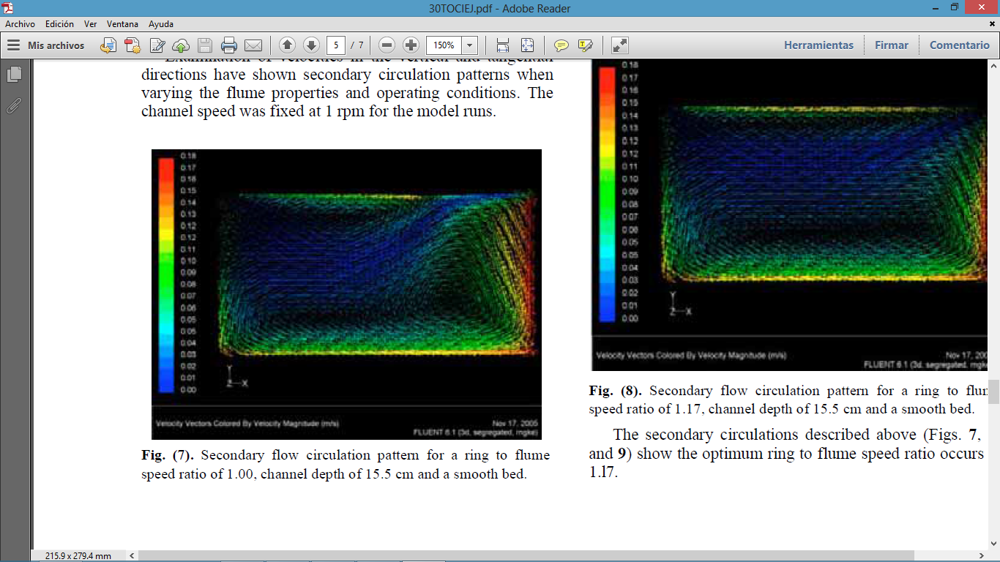 30TOCIEJ.pdf - Adobe Reader
Archivo Edición Ver Ventana Ayuda
Mis archivos 5 / 7 150% Herramientas Firmar Comentario
Examination of velocities in the vertical and tangential
directions have shown secondary circulation patterns when
varying the flume properties and operating conditions. The
channel speed was fixed at 1 rpm for the model runs.
0.18
0.17
0.16
0.15
0.14
0.13
0.12
0.12
0.11
0.10
0.09
0.08
0.07
0.06
0.05
0.05
0.04
0.03
0.02
0.01
0.00
Y
Z X
Velocity Vectors Colored By Velocity Magnitude (m/s)
Nov 17, 2005
FLUENT 6.1 (3d, segregated, rngke)
Fig. (7). Secondary flow circulation pattern for a ring to flume
speed ratio of 1.00, channel depth of 15.5 cm and a smooth bed.
0.18
0.17
0.16
0.15
0.14
0.13
0.12
0.12
0.11
0.10
0.09
0.08
0.07
0.06
0.05
0.05
0.04
0.03
0.02
0.01
0.00
Y
Z X
Velocity Vectors Colored By Velocity Magnitude (m/s)
Nov 17, 200
FLUENT 6.1 (3d, segregated, rngke
Fig. (8). Secondary flow circulation pattern for a ring to flum
speed ratio of 1.17, channel depth of 15.5 cm and a smooth bed.
The secondary circulations described above (Figs. 7,
and 9) show the optimum ring to flume speed ratio occurs
1.l7.
215.9 x 279.4 mm